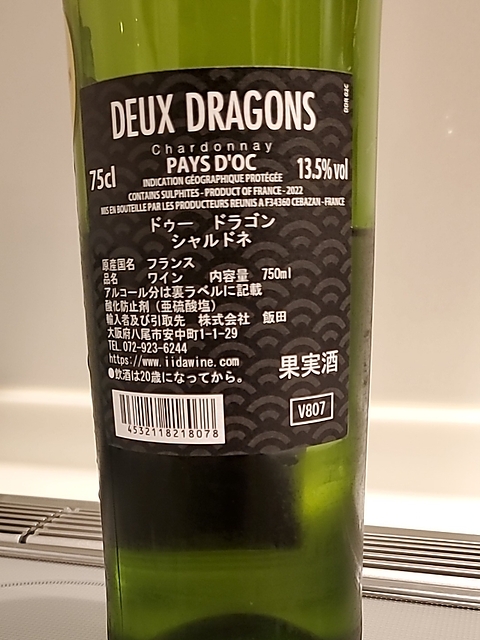 DEUX DRAGONS
Chardonnay
75cl PAYS D'OC 13.5% vol
INDICATION GÉOGRAPHIQUE PROTÉGÉE
CONTAINS SULPHITES - PRODUCT OF FRANCE - 2022
MIS EN BOUTEILLE PAR LES PRODUCTEURS REUNIS A F34360 CEBAZAN - FRANCE
ドゥー ドラゴン
シャルドネ
原産国名 フランス
品名 ワイン 内容量 750ml
アルコール分は裏ラベルに記載
酸化防止剤(亜硫酸塩)
輸入者及び引取先 株式会社 飯田
大阪府八尾市安中町1-1-29
TEL 072-923-6244
https://www.iidawine.com
●飲酒は20歳になってから。
果実酒
V807
4532118218078